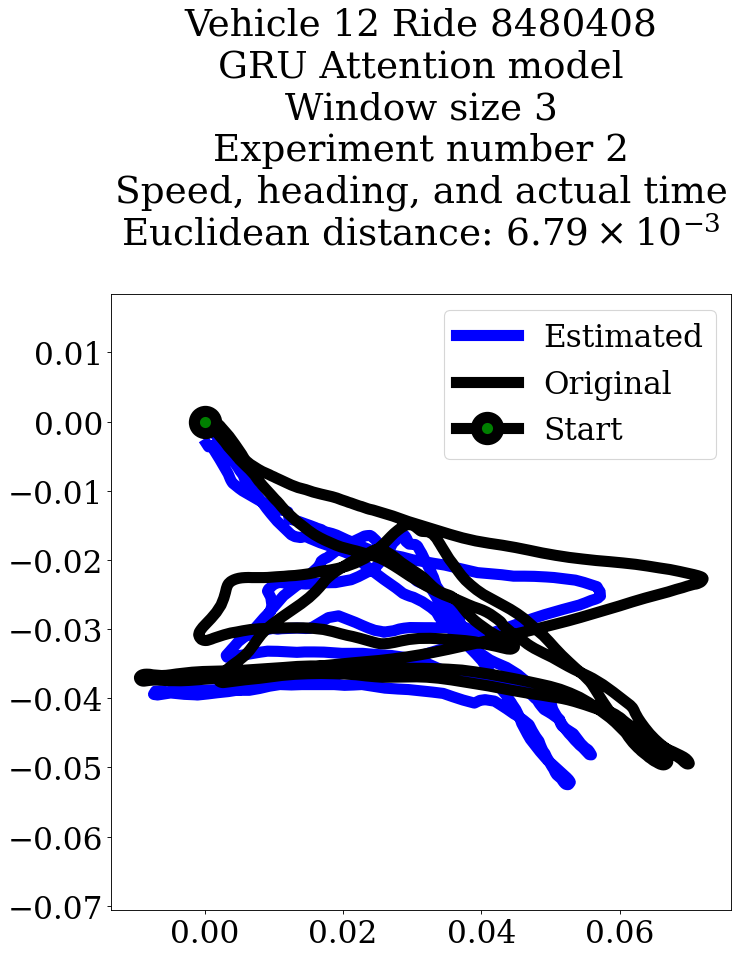 Vehicle 12 Ride 8480408
GRU Attention model
Window size 3
Experiment number 2
Speed, heading, and actual time
Euclidean distance: 6.79 × 10⁻³
Estimated
Original
Start
0.01
0.00
−0.01
−0.02
−0.03
−0.04
−0.05
−0.06
−0.07
0.00 0.02 0.04 0.06